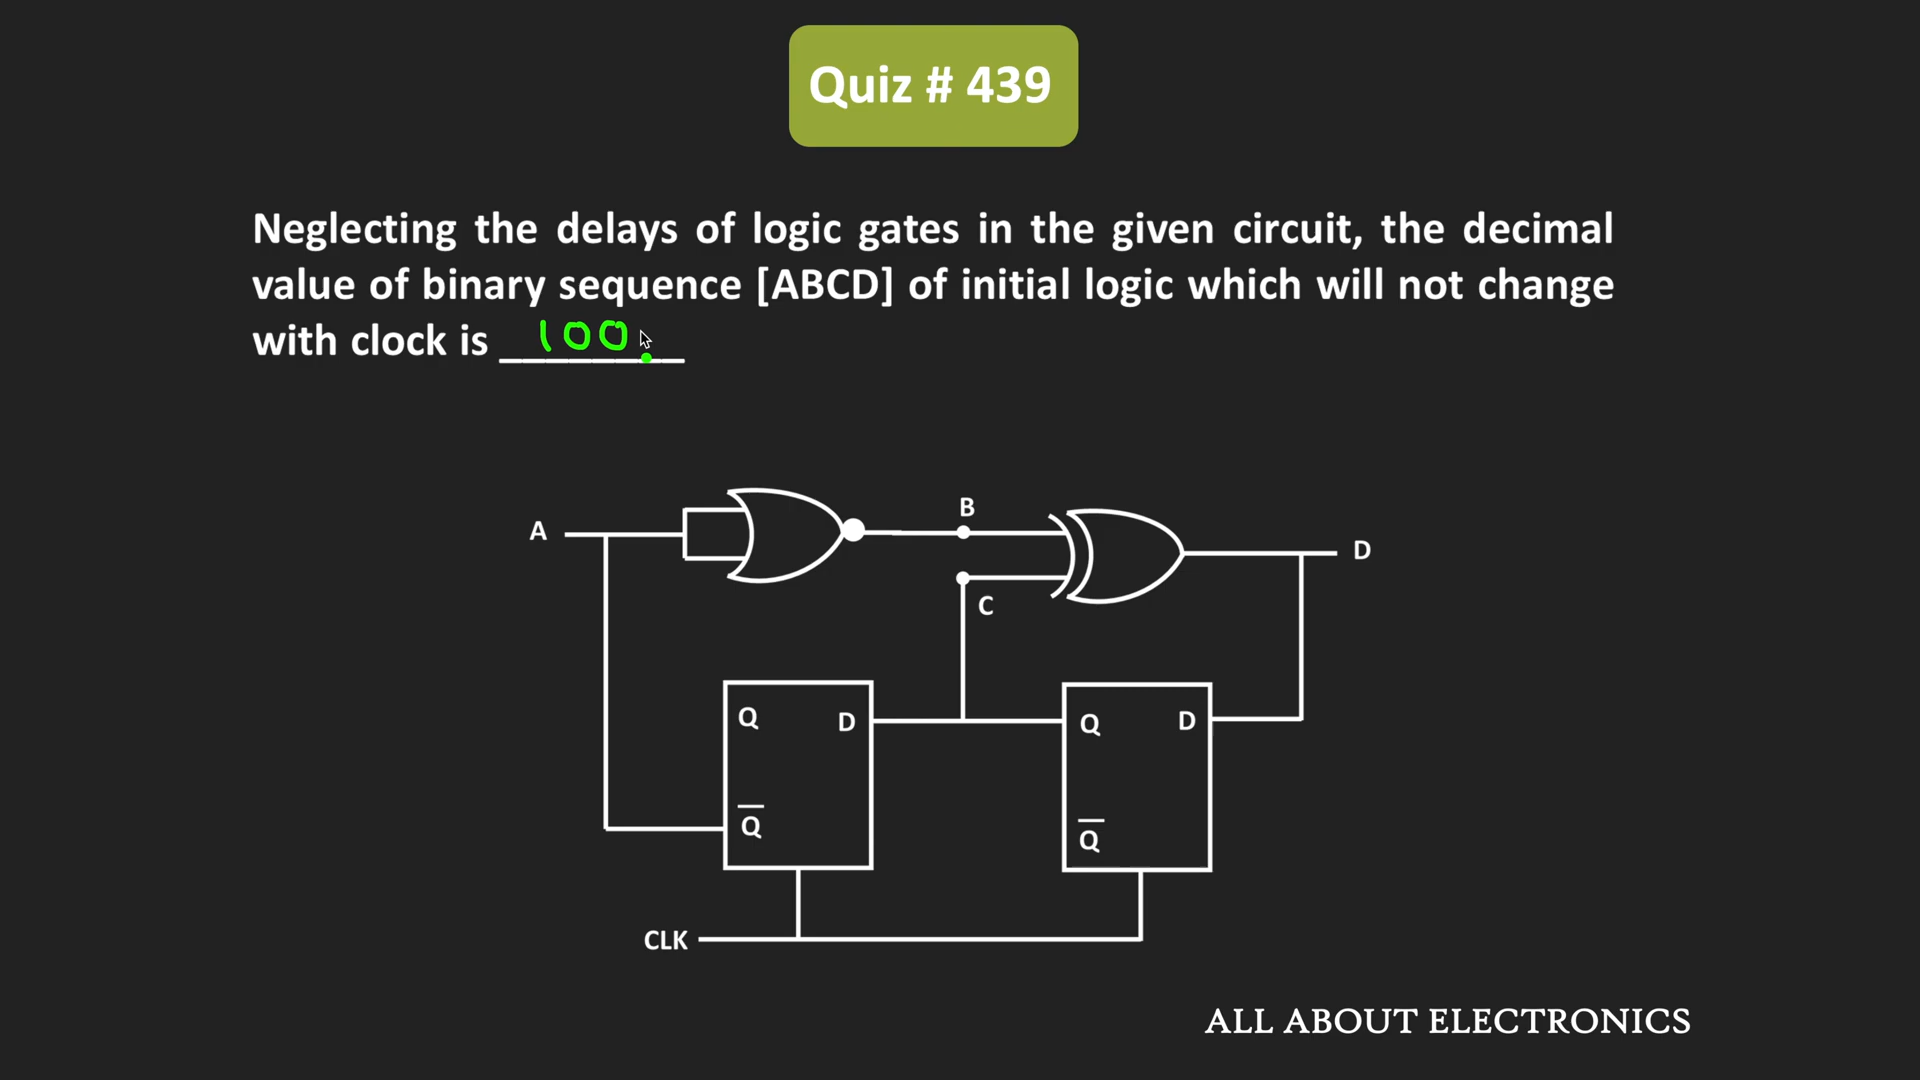 Quiz # 439
Neglecting the delays of logic gates in the given circuit, the decimal
value of binary sequence [ABCD] of initial logic which will not change
with clock is 100.
B
A
D
C
Q D Q D
Q̅ Q̅
CLK
ALL ABOUT ELECTRONICS